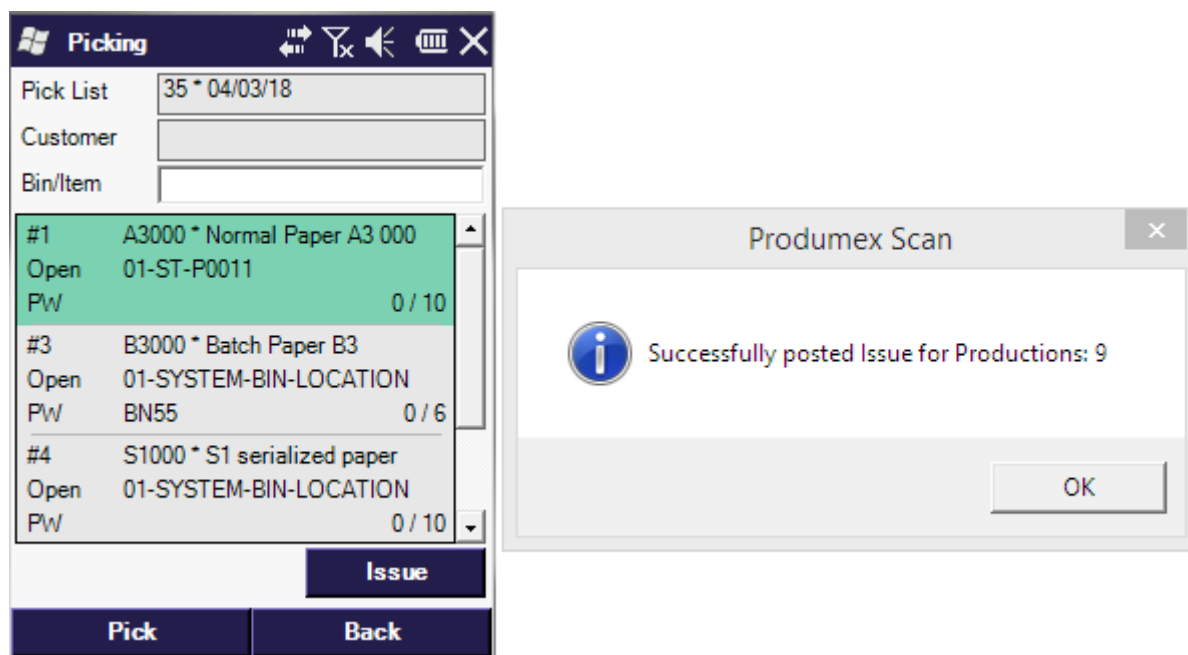 Picking
Pick List 35 * 04/03/18
Customer
Bin/Item
#1 A3000 * Normal Paper A3 000
Open 01-ST-P0011
PW 0 / 10
#3 B3000 * Batch Paper B3
Open 01-SYSTEM-BIN-LOCATION
PW BN55 0 / 6
#4 S1000 * S1 serialized paper
Open 01-SYSTEM-BIN-LOCATION
PW 0 / 10
Issue
Pick Back
Produmex Scan
Successfully posted Issue for Productions: 9
OK